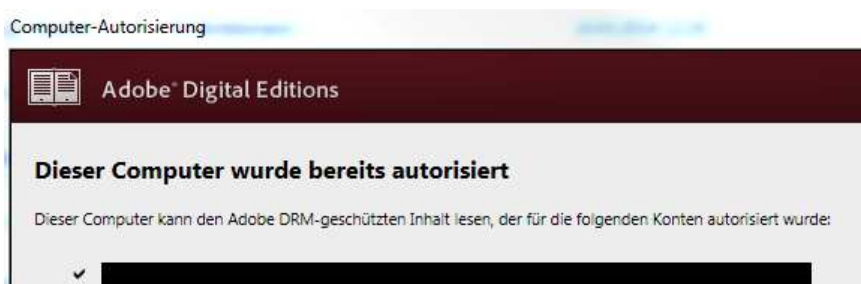 Computer-Autorisierung
Adobe® Digital Editions
Dieser Computer wurde bereits autorisiert
Dieser Computer kann den Adobe DRM-geschützten Inhalt lesen, der für die folgenden Konten autorisiert wurde: